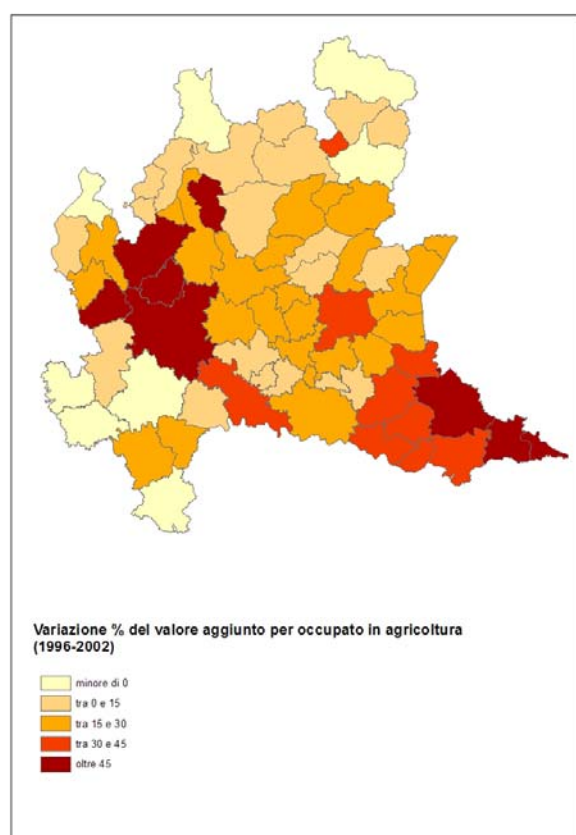 Variazione % del valore aggiunto per occupato in agricoltura
(1996-2002)
minore di 0
tra 0 e 15
tra 15 e 30
tra 30 e 45
oltre 45